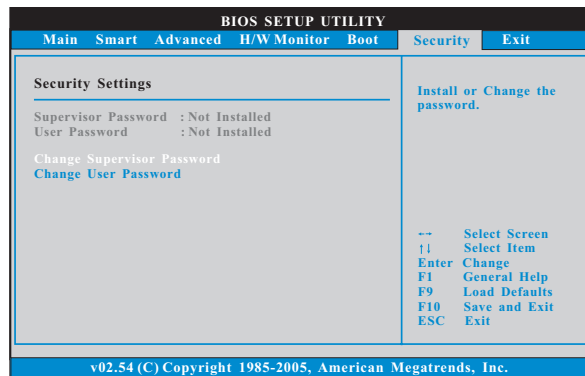 BIOS SETUP UTILITY
Main Smart Advanced H/W Monitor Boot Security Exit
Security Settings
Supervisor Password : Not Installed
User Password : Not Installed
Change Supervisor Password
Change User Password
Install or Change the
password.
←→ Select Screen
↑↓ Select Item
Enter Change
F1 General Help
F9 Load Defaults
F10 Save and Exit
ESC Exit
v02.54 (C) Copyright 1985-2005, American Megatrends, Inc.